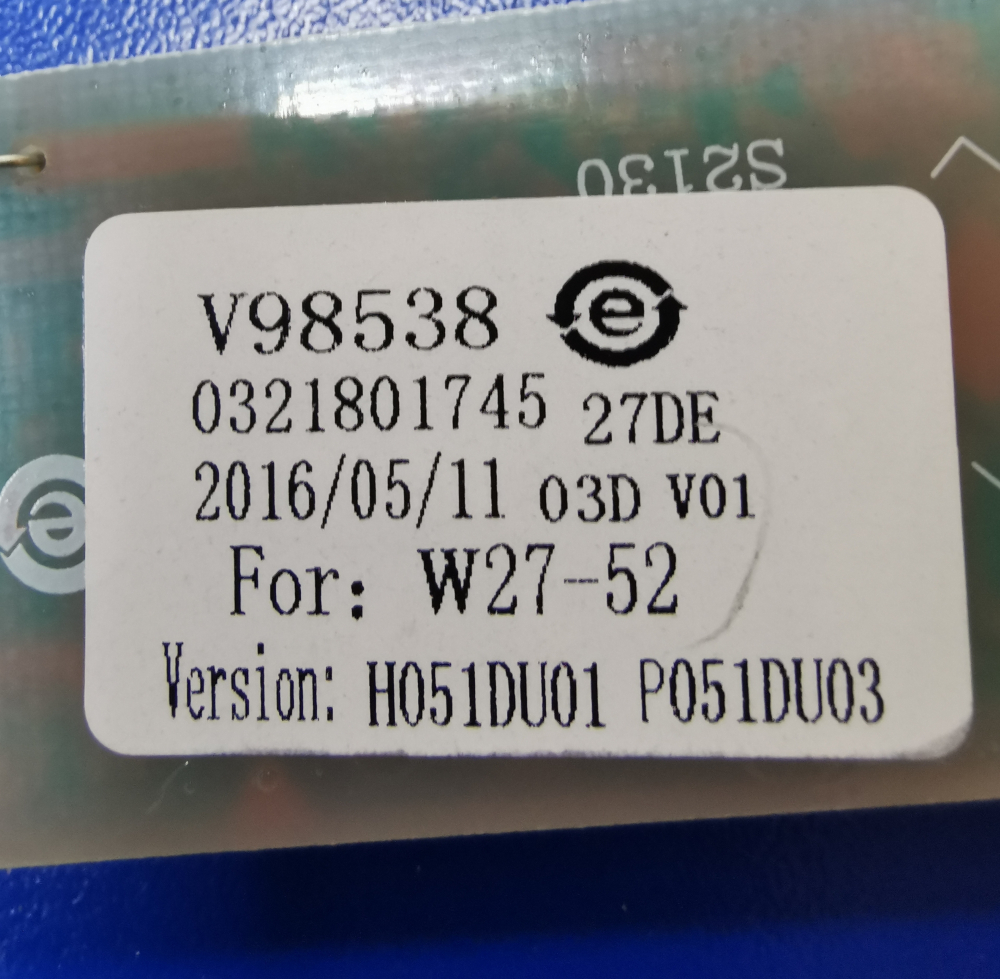 S2130
V98538 e
0321801745 27DE
2016/05/11 03D V01
For: W27-52
Version: H051DU01 P051DU03
e